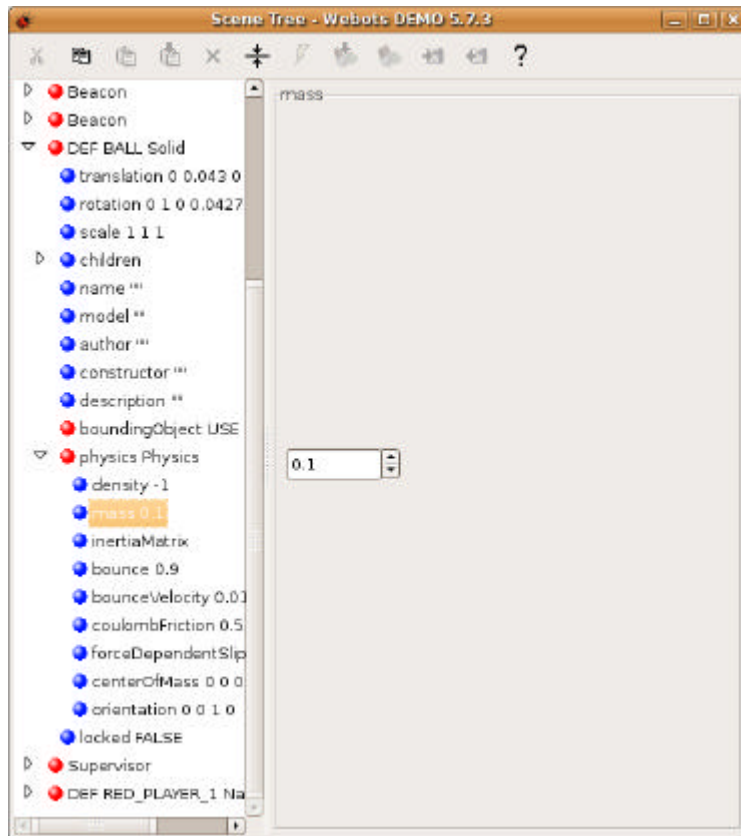 Scene Tree - Webots DEMO 5.7.3
?
Beacon
Beacon
DEF BALL Solid
translation 0 0.043 0
rotation 0 1 0 0.0427
scale 1 1 1
children
name ""
model ""
author ""
constructor ""
description ""
boundingObject USE
physics Physics
density -1
mass 0.1
inertiaMatrix
bounce 0.9
bounceVelocity 0.01
coulombFriction 0.5
forceDependentSlip
centerOfMass 0 0 0
orientation 0 0 1 0
locked FALSE
Supervisor
DEF RED_PLAYER_1 Na
mass
0.1